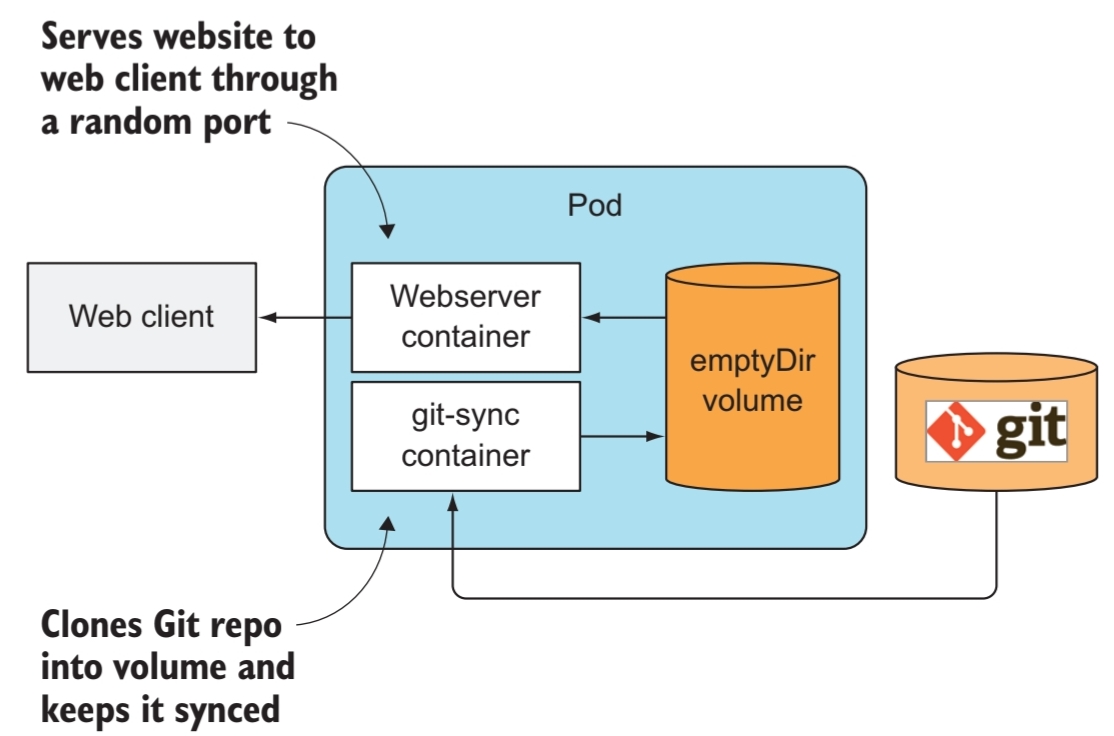 Serves website to
web client through
a random port
Pod
Web client
Webserver
container
emptyDir
volume
git-sync
container
git
Clones Git repo
into volume and
keeps it synced